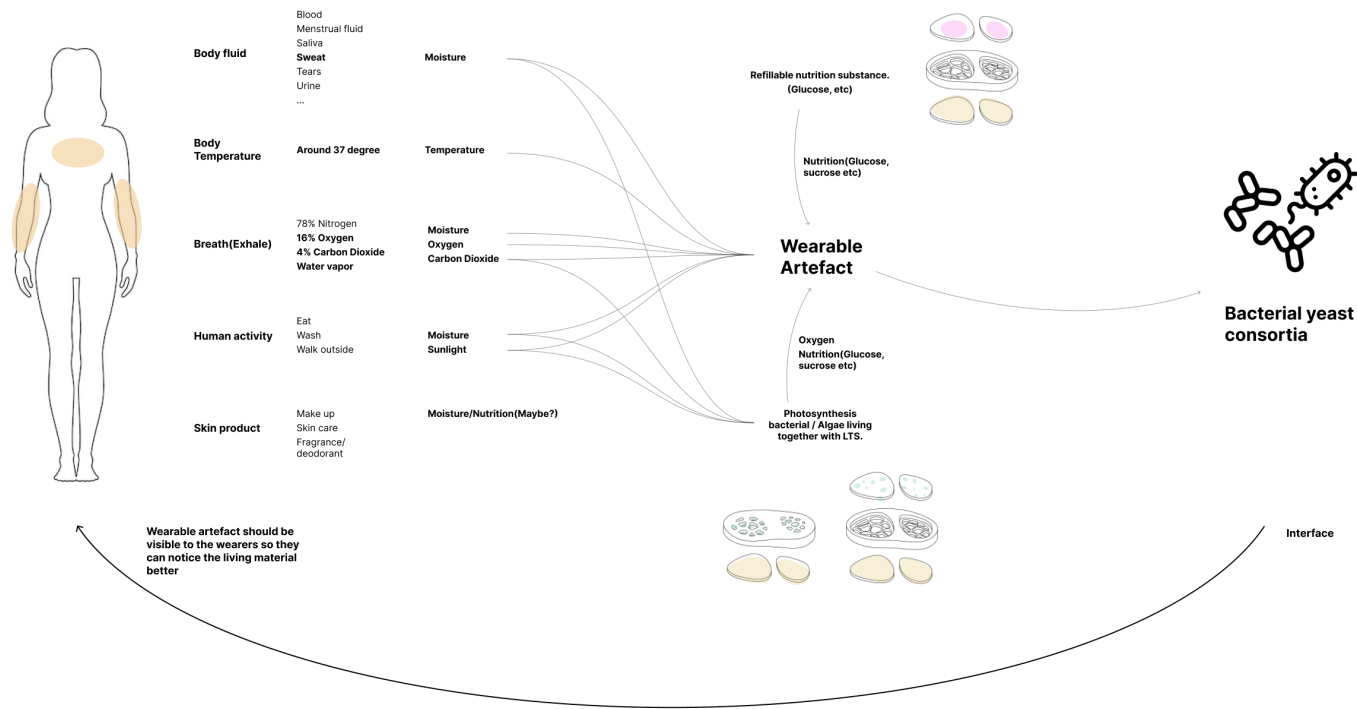 Body fluid
Blood
Menstrual fluid
Saliva
Sweat
Tears
Urine
...
Moisture
Body
Temperature
Around 37 degree
Temperature
Breath(Exhale)
78% Nitrogen
16% Oxygen
4% Carbon Dioxide
Water vapor
Moisture
Oxygen
Carbon Dioxide
Human activity
Eat
Wash
Walk outside
Moisture
Sunlight
Skin product
Make up
Skin care
Fragrance/
deodorant
Moisture/Nutrition(Maybe?)
Refillable nutrition substance.
(Glucose, etc)
Nutrition(Glucose,
sucrose etc)
Wearable
Artefact
Oxygen
Nutrition(Glucose,
sucrose etc)
Photosynthesis
bacterial / Algae living
together with LTS.
Bacterial yeast
consortia
Interface
Wearable artefact should be
visible to the wearers so they
can notice the living material
better